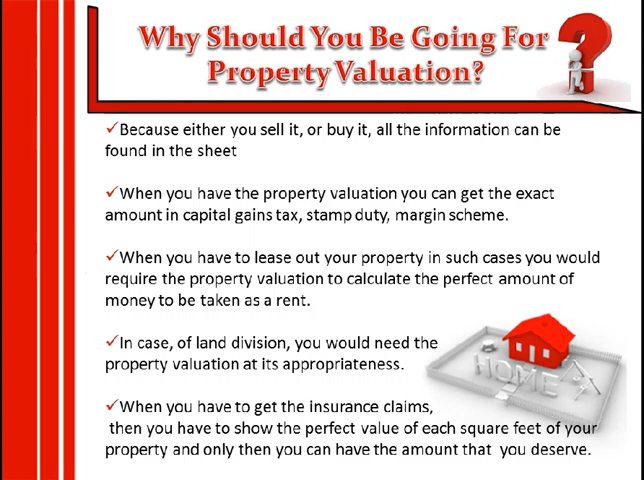 Why Should You Be Going For
Property Valuation?
✓Because either you sell it, or buy it, all the information can be
found in the sheet
✓When you have the property valuation you can get the exact
amount in capital gains tax, stamp duty, margin scheme.
✓When you have to lease out your property in such cases you would
require the property valuation to calculate the perfect amount of
money to be taken as a rent.
✓In case, of land division, you would need the
property valuation at its appropriateness.
HOME
✓When you have to get the insurance claims,
then you have to show the perfect value of each square feet of your
property and only then you can have the amount that you deserve.